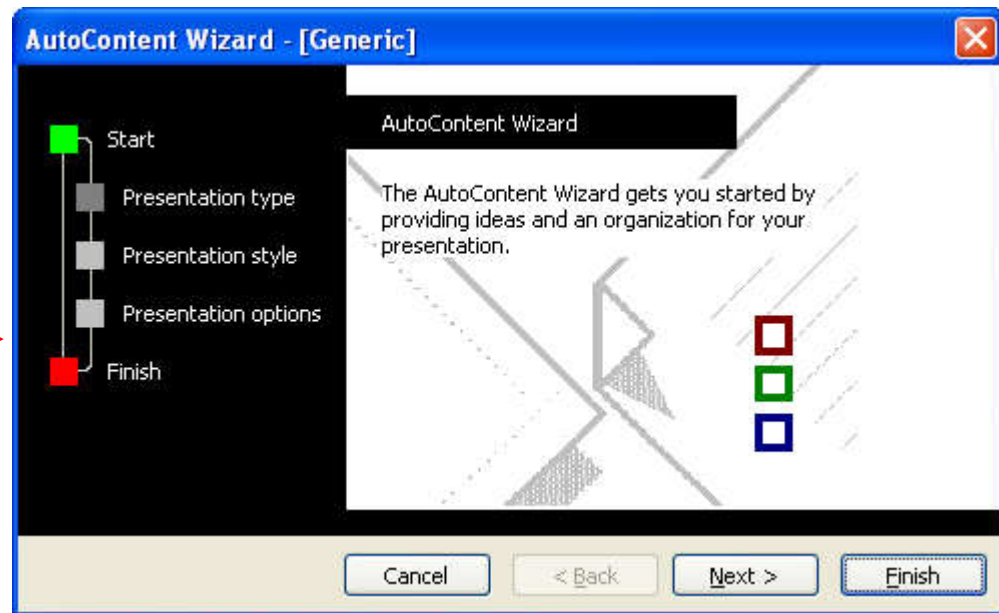 AutoContent Wizard - [Generic]
Start
Presentation type
Presentation style
Presentation options
Finish
AutoContent Wizard
The AutoContent Wizard gets you started by
providing ideas and an organization for your
presentation.
Cancel
< Back
Next >
Finish